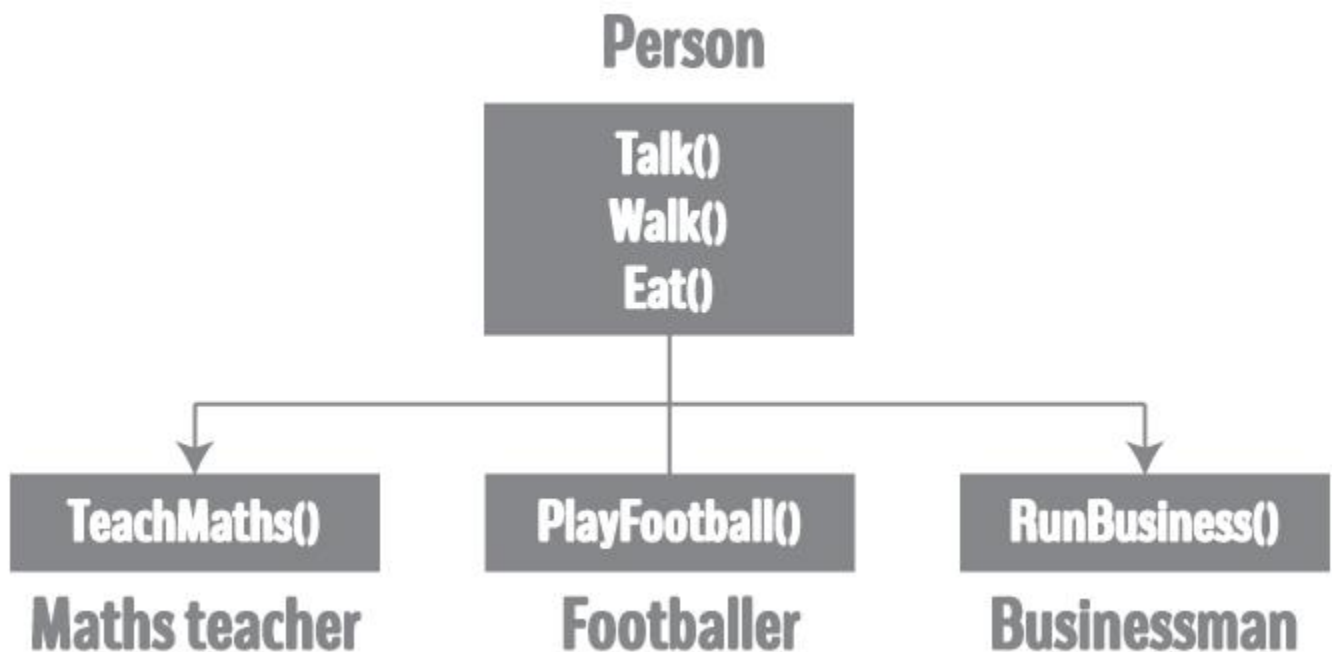 Person
Talk()
Walk()
Eat()
TeachMaths()
PlayFootball()
RunBusiness()
Maths teacher
Footballer
Businessman